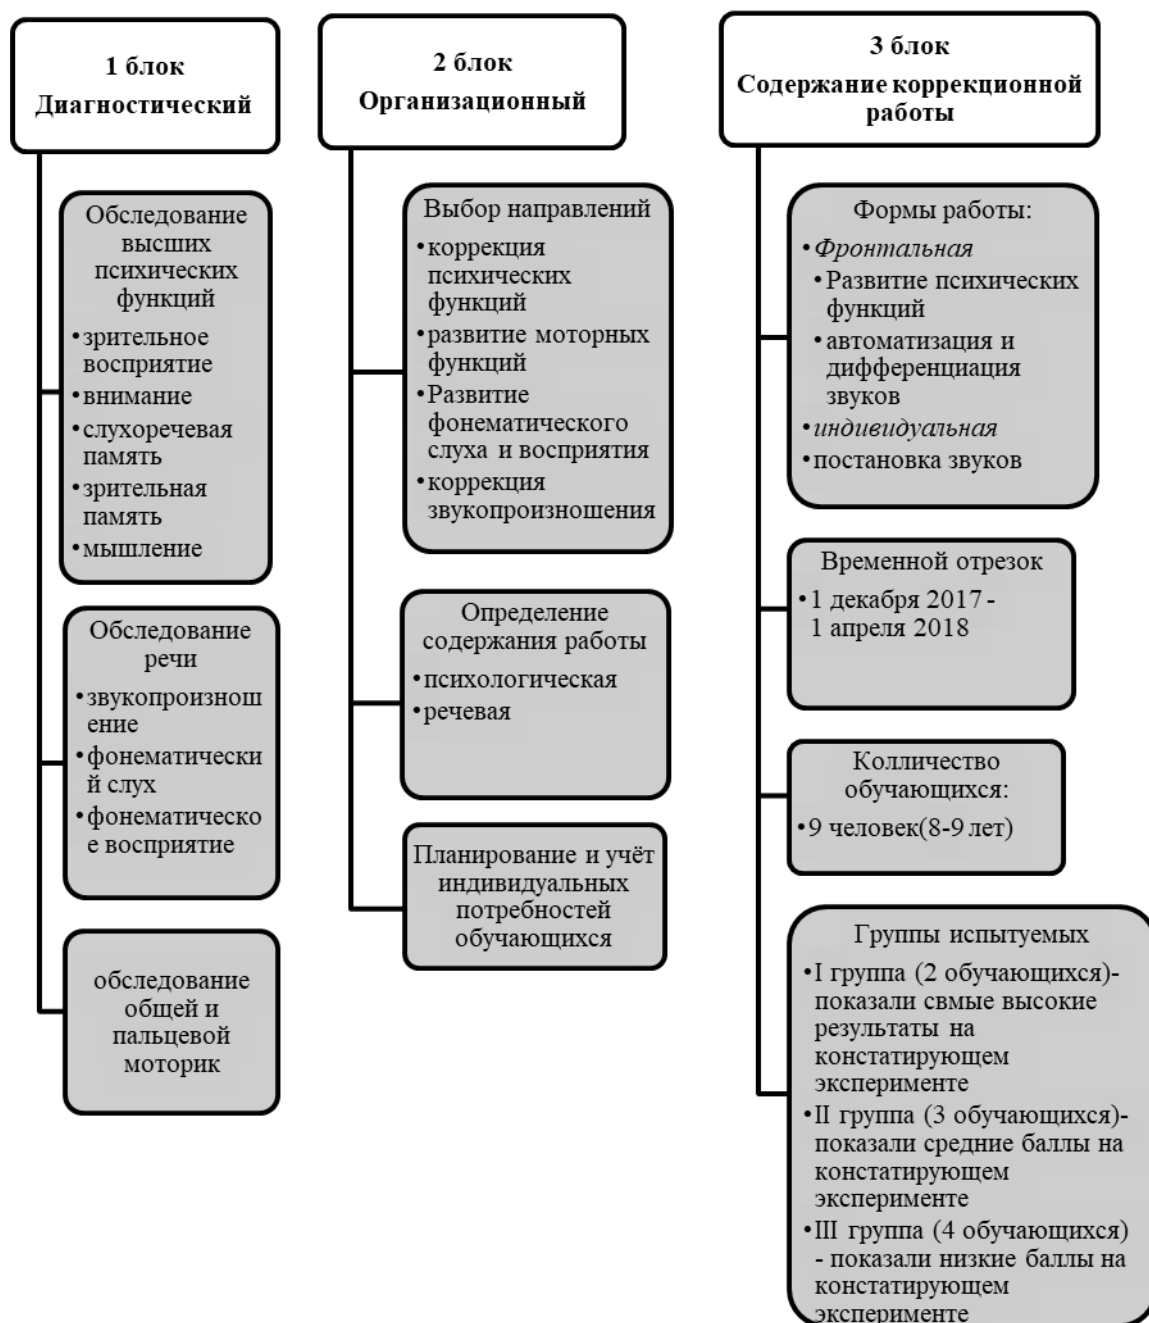 1 блок
Диагностический
Обследование
высших
психических
функций
•зрительное
восприятие
•внимание
•слухоречевая
память
•зрительная
память
•мышление
Обследование
речи
•звукопроизнош
ение
•фонематически
й слух
•фонематическо
е восприятие
обследование
общей и
пальцевой
моторик
2 блок
Организационный
Выбор направлений
•коррекция
психических
функций
•развитие моторных
функций
•Развитие
фонематического
слуха и восприятия
•коррекция
звукопроизношения
Определение
содержания работы
•психологическая
•речевая
Планирование и учёт
индивидуальных
потребностей
обучающихся
3 блок
Содержание коррекционной
работы
Формы работы:
•Фронтальная
•Развитие психических
функций
•автоматизация и
дифференциация
звуков
•индивидуальная
•постановка звуков
Временной отрезок
•1 декабря 2017 -
1 апреля 2018
Колличество
обучающихся:
•9 человек(8-9 лет)
Группы испытуемых
•I группа (2 обучающихся)-
показали свмые высокие
результаты на
констатирующем
эксперименте
•II группа (3 обучающихся)-
показали средние баллы на
констатирующем
эксперименте
•III группа (4 обучающихся)
- показали низкие баллы на
констатирующем
эксперименте